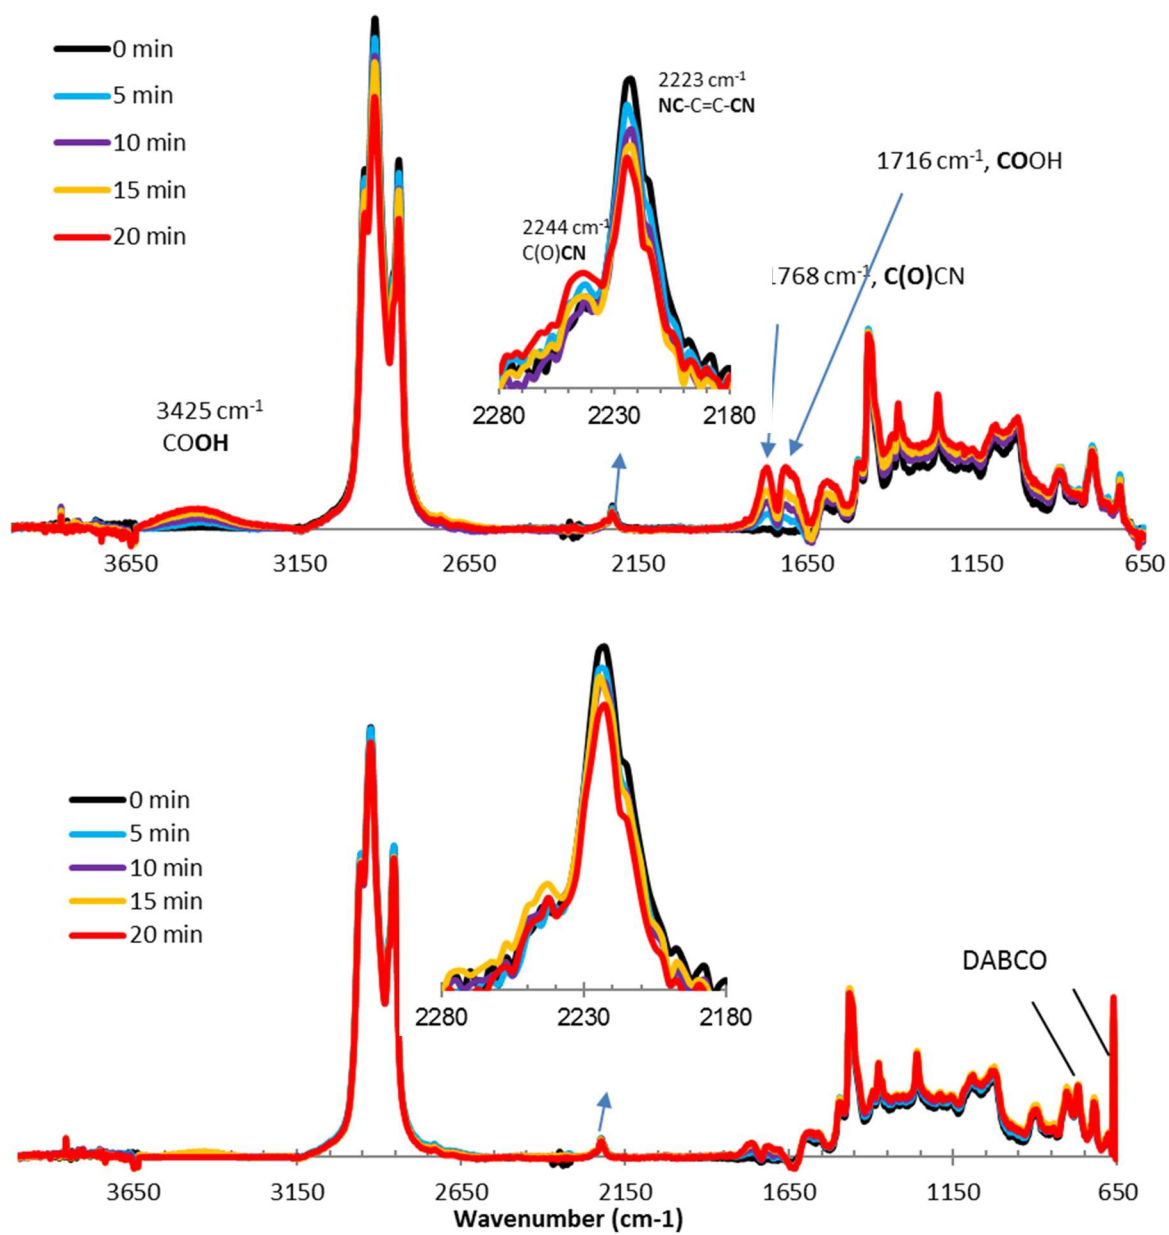 0 min
5 min
10 min
15 min
20 min
2223 cm-1
NC-C=C-CN
2244 cm-1
C(O)CN
1716 cm-1, COOH
1768 cm-1, C(O)CN
3425 cm-1
COOH
2280 2230 2180
3650 3150 2650 2150 1650 1150 650
0 min
5 min
10 min
15 min
20 min
DABCO
2280 2230 2180
3650 3150 2650 2150 1650 1150 650
Wavenumber (cm-1)